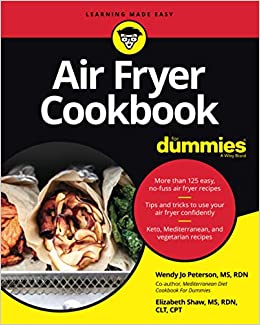 LEARNING MADE EASY
Air Fryer
Cookbook
for
dummies®
A Wiley Brand
More than 125 easy,
no-fuss air fryer recipes
Tips and tricks to use your
air fryer confidently
Keto, Mediterranean, and
vegetarian recipes
Wendy Jo Peterson, MS, RDN
Co-author, Mediterranean Diet
Cookbook For Dummies
Elizabeth Shaw, MS, RDN,
CLT, CPT